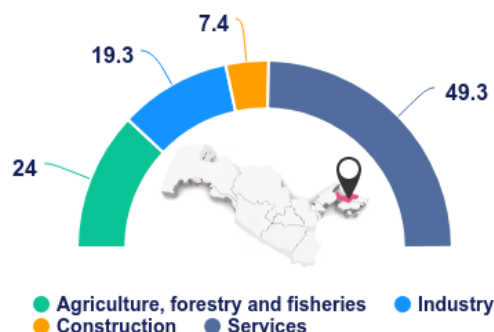 7.4
19.3
49.3
24
Agriculture, forestry and fisheries Industry
Construction Services